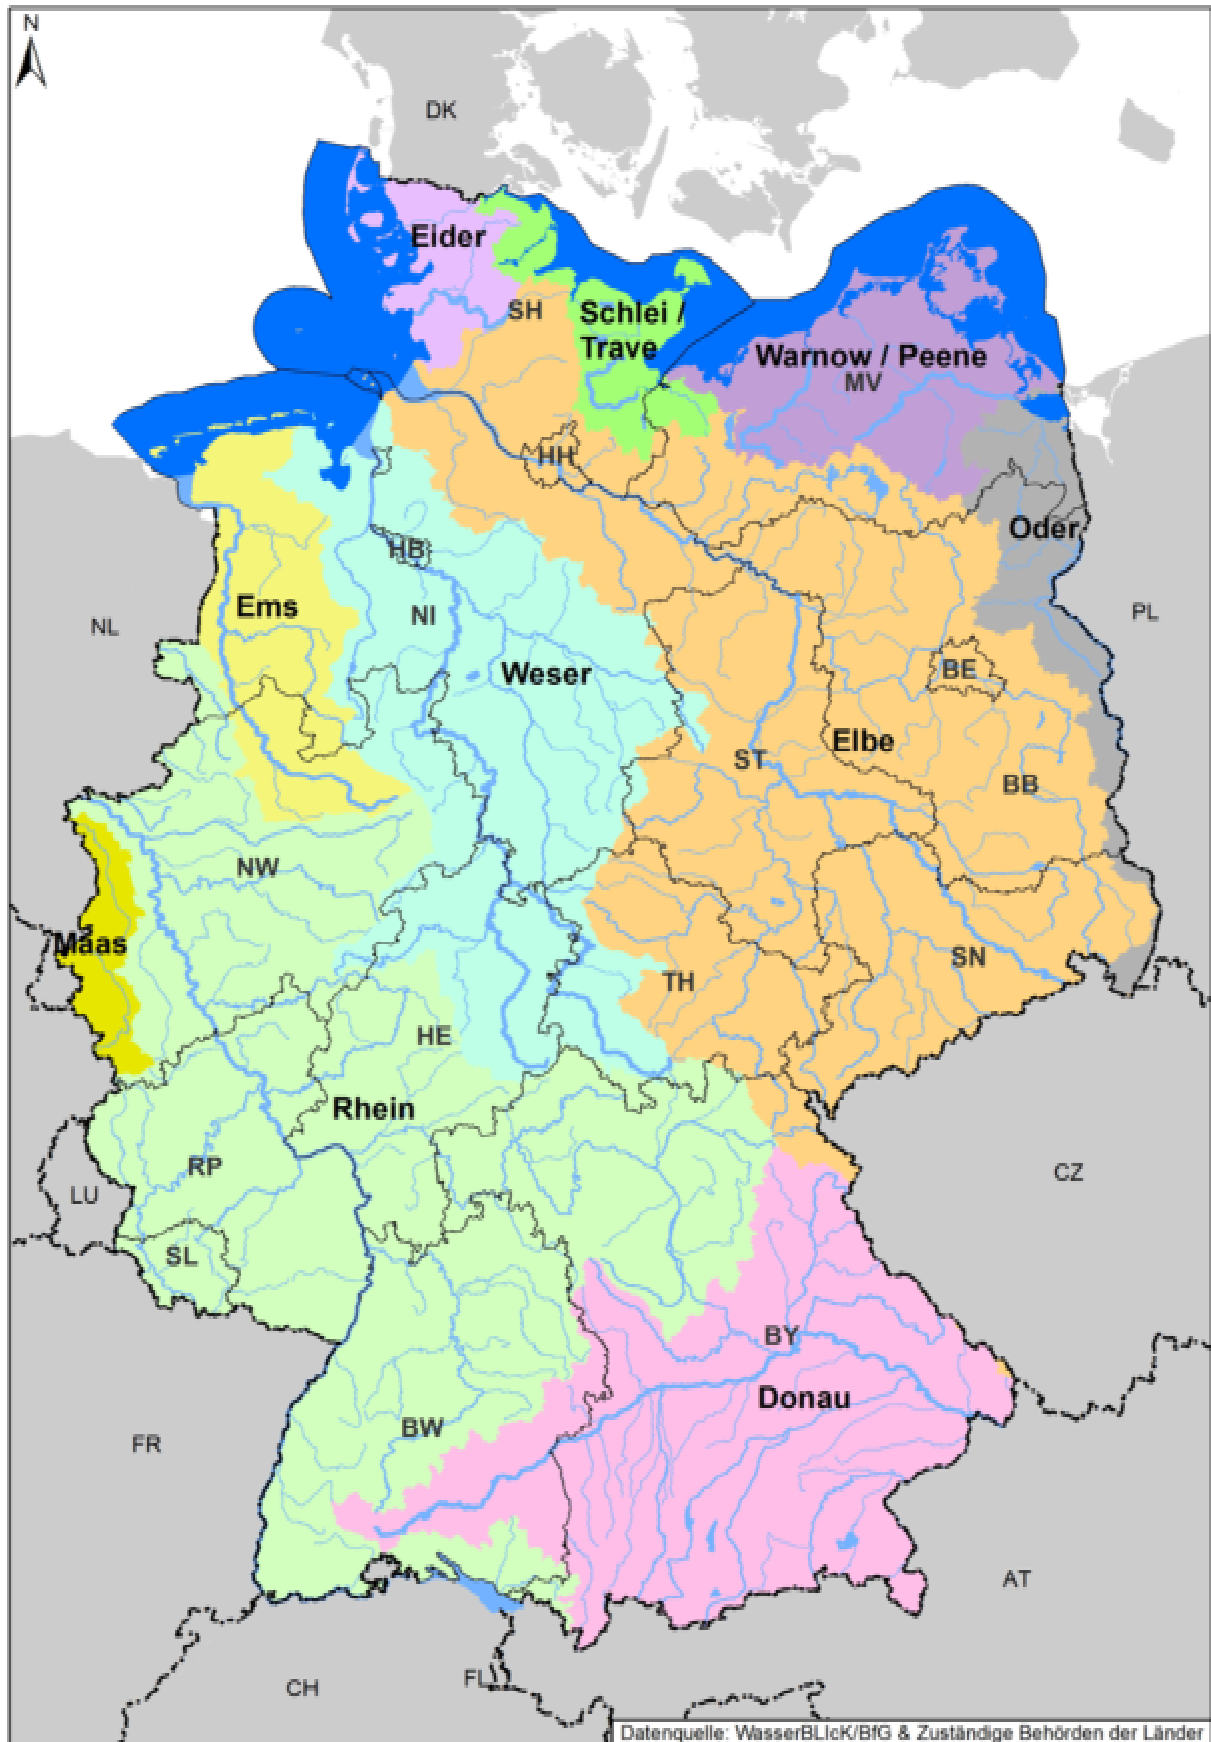 N
DK
Eider
SH
Schlei /
Trave
Warnow / Peene
MV
HH
Oder
HB
Ems
NI
NL
PL
BE
Weser
Elbe
ST
BB
NW
Maas
SN
TH
HE
Rhein
RP
CZ
LU
SL
BY
Donau
BW
FR
AT
CH
FL
Datenquelle: WasserBLIcK/BfG & Zuständige Behörden der Länder